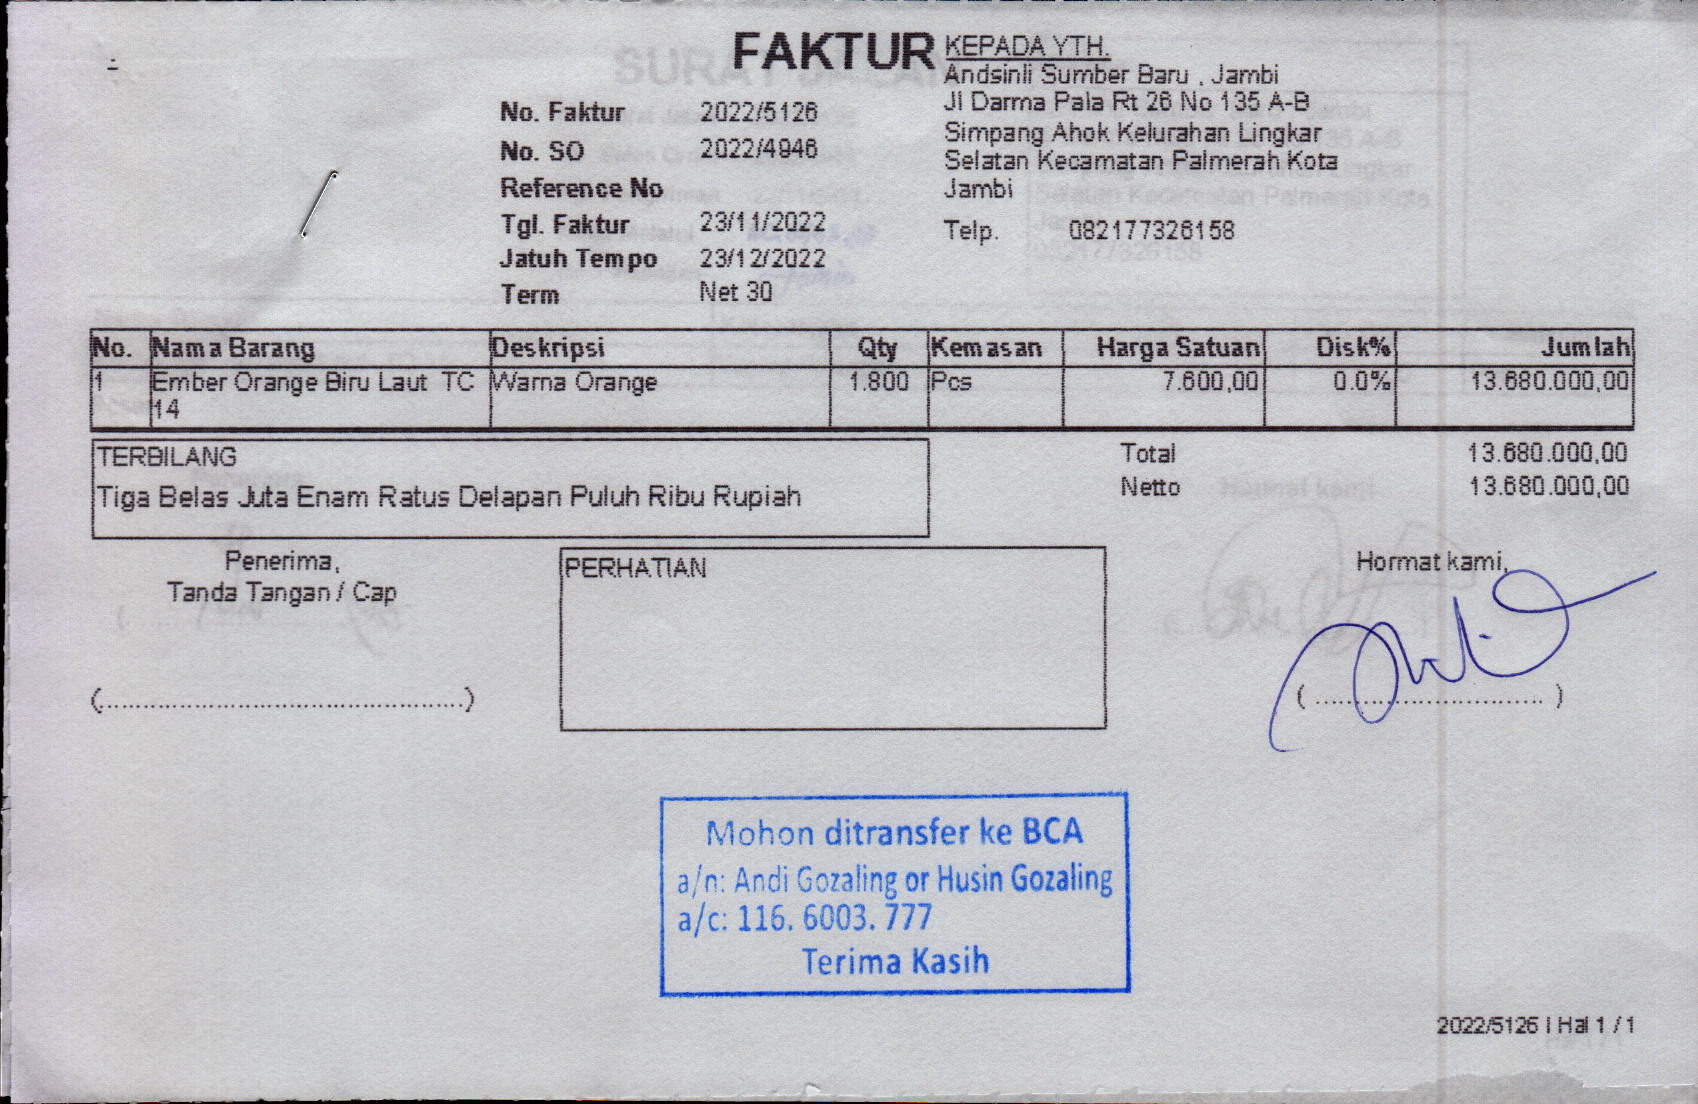 FAKTUR
KEPADA YTH.
Andsinli Sumber Baru , Jambi
Jl Darma Pala Rt 26 No 135 A-B
Simpang Ahok Kelurahan Lingkar
Selatan Kecamatan Palmerah Kota
Jambi
Telp. 082177326158
No. Faktur 2022/5126
No. SO 2022/4946
Reference No
Tgl. Faktur 23/11/2022
Jatuh Tempo 23/12/2022
Term Net 30
No. Nama Barang Deskripsi Qty Kemasan Harga Satuan Disk% Jumlah
1 Ember Orange Biru Laut TC Warna Orange 1.800 Pcs 7.600,00 0.0% 13.680.000,00
14
TERBILANG
Tiga Belas Juta Enam Ratus Delapan Puluh Ribu Rupiah
Total 13.680.000,00
Netto 13.680.000,00
Penerima,
Tanda Tangan / Cap
PERHATIAN
Hormat kami,
Mohon ditransfer ke BCA
a/n: Andi Gozaling or Husin Gozaling
a/c: 116. 6003. 777
Terima Kasih
2022/5126 | Hal 1 / 1